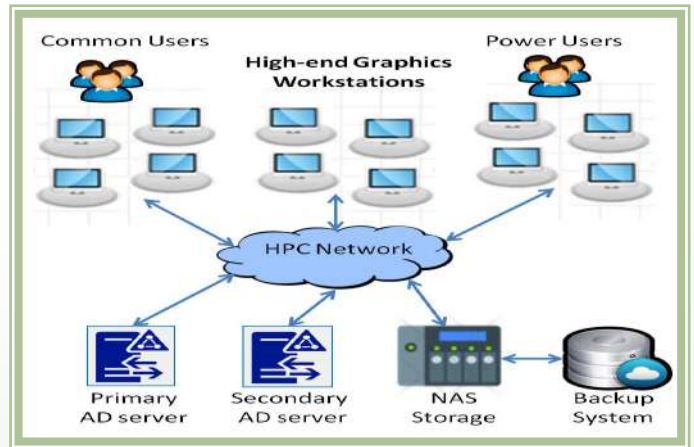 Common Users
Power Users
High-end Graphics
Workstations
HPC Network
Primary
AD server
Secondary
AD server
NAS
Storage
Backup
System